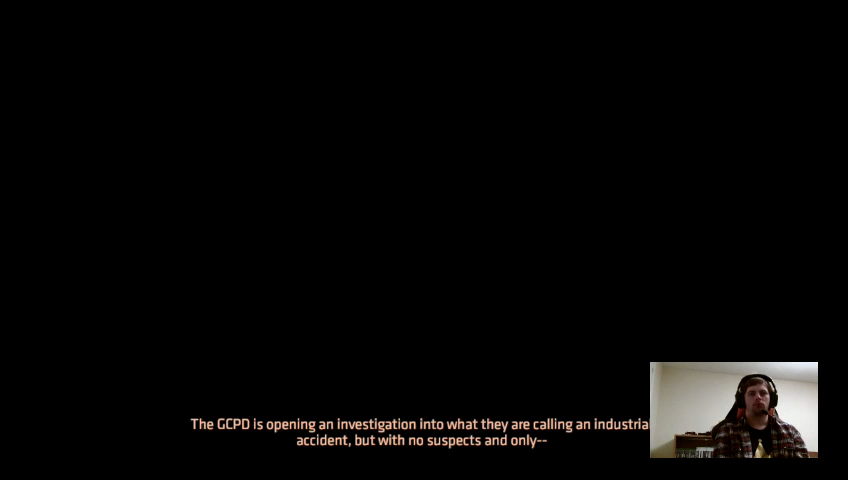 The GCPD is opening an investigation into what they are calling an industrial
accident, but with no suspects and only--